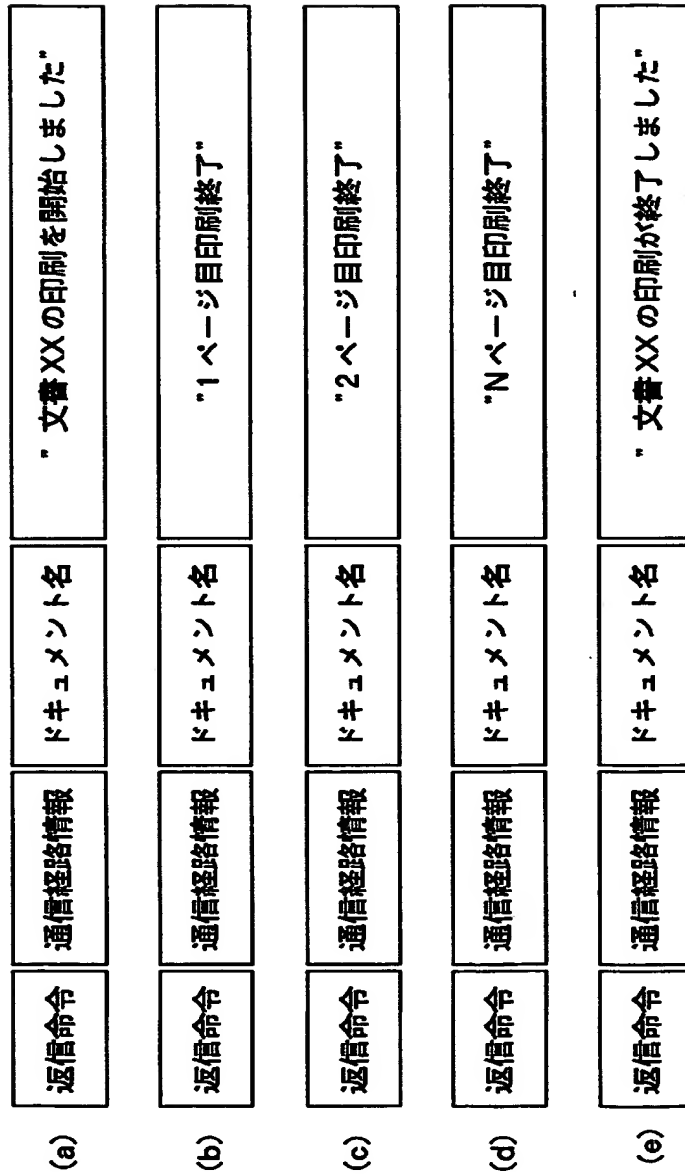 (a) 返信命令 通信経路情報 ドキュメント名 " 文書XXの印刷を開始しました"
(b) 返信命令 通信経路情報 ドキュメント名 "1ページ目印刷終了"
(c) 返信命令 通信経路情報 ドキュメント名 "2ページ目印刷終了"
(d) 返信命令 通信経路情報 ドキュメント名 "Nページ目印刷終了"
(e) 返信命令 通信経路情報 ドキュメント名 " 文書XXの印刷が終了しました"